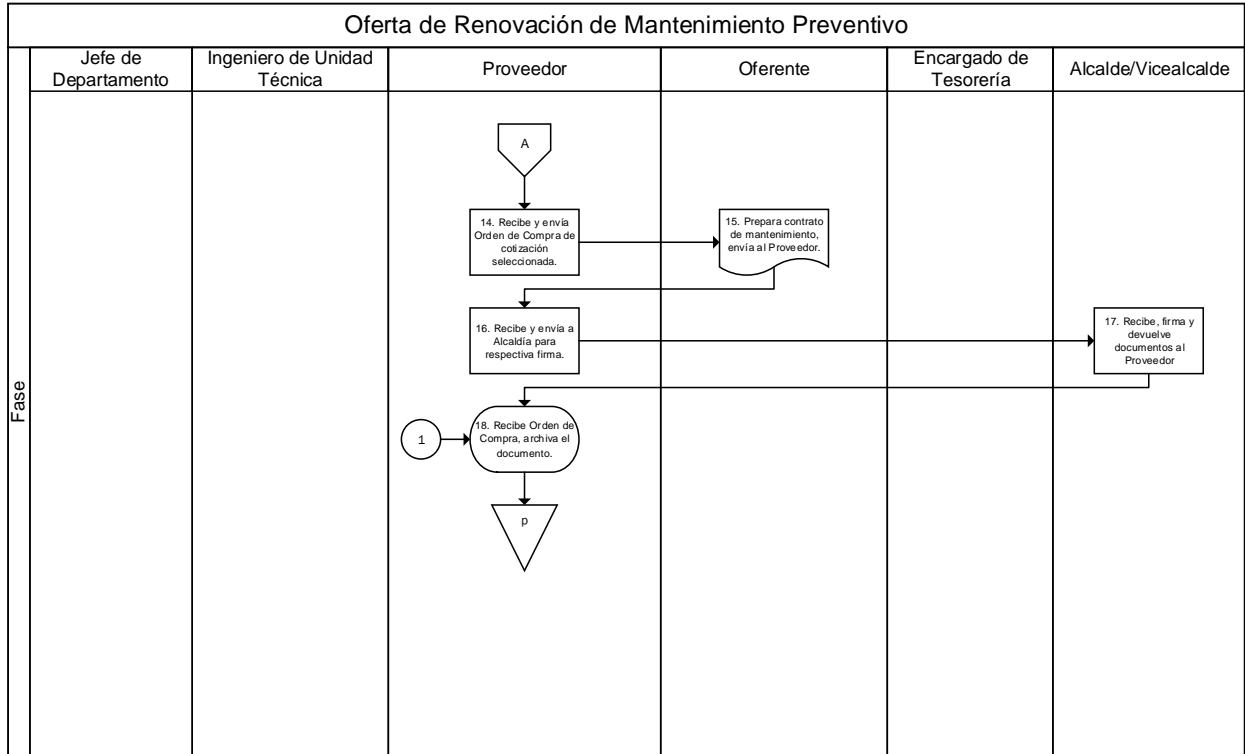 Oferta de Renovación de Mantenimiento Preventivo
Jefe de
Departamento
Ingeniero de Unidad
Técnica
Proveedor
Oferente
Encargado de
Tesorería
Alcalde/Vicealcalde
Fase
A
14. Recibe y envía
Orden de Compra de
cotización
seleccionada.
15. Prepara contrato
de mantenimiento,
envía al Proveedor.
16. Recibe y envía a
Alcaldía para
respectiva firma.
17. Recibe, firma y
devuelve
documentos al
Proveedor
1
18. Recibe Orden de
Compra, archiva el
documento.
p